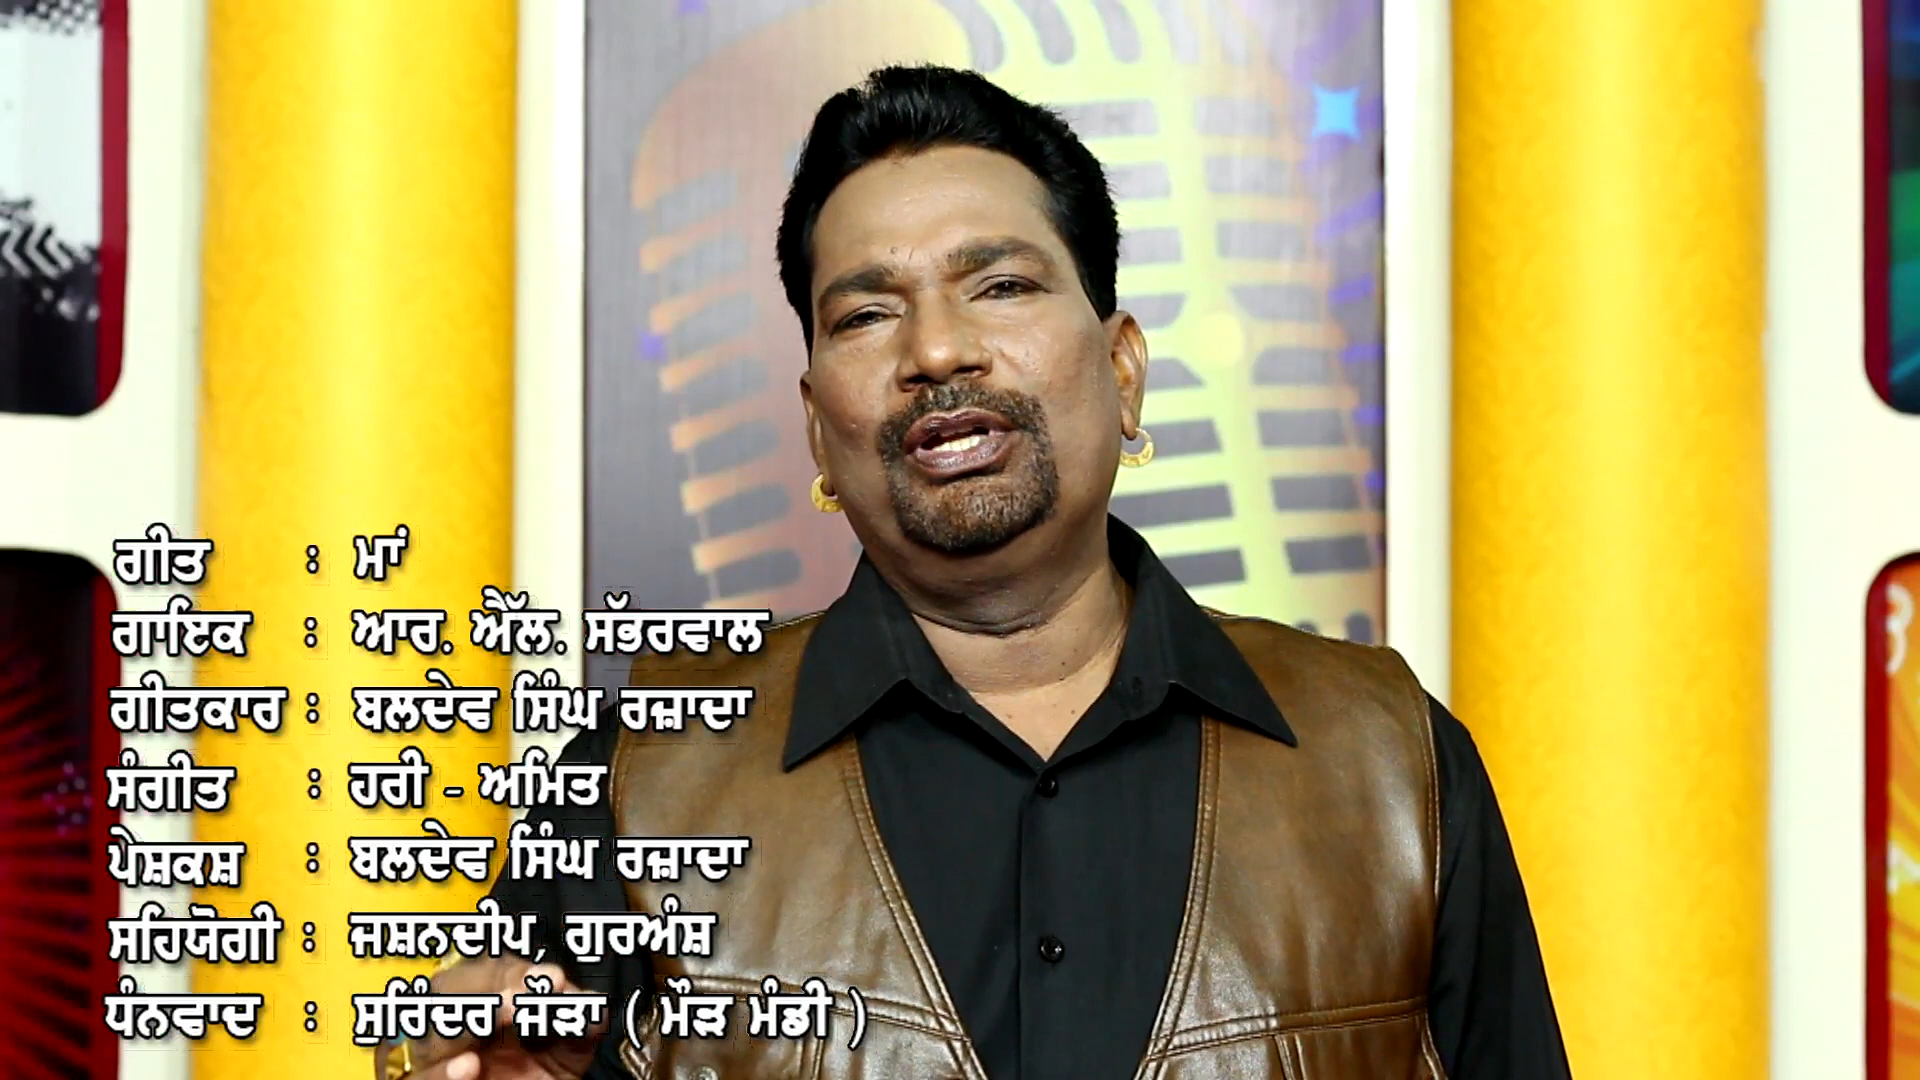 ਗੀਤ : ਮਾਂ
ਗਾਇਕ : ਆਰ. ਐੱਲ. ਸੱਭਰਵਾਲ
ਗੀਤਕਾਰ : ਬਲਦੇਵ ਸਿੰਘ ਰਜ਼ਾਦਾ
ਸੰਗੀਤ : ਹਰੀ - ਅਮਿਤ
ਪੇਸ਼ਕਸ਼ : ਬਲਦੇਵ ਸਿੰਘ ਰਜ਼ਾਦਾ
ਸਹਿਯੋਗੀ : ਜਸ਼ਨਦੀਪ, ਗੁਰਅੰਸ਼
ਧੰਨਵਾਦ : ਸੁਰਿੰਦਰ ਜੌੜਾ ( ਮੌੜ ਮੰਡੀ )